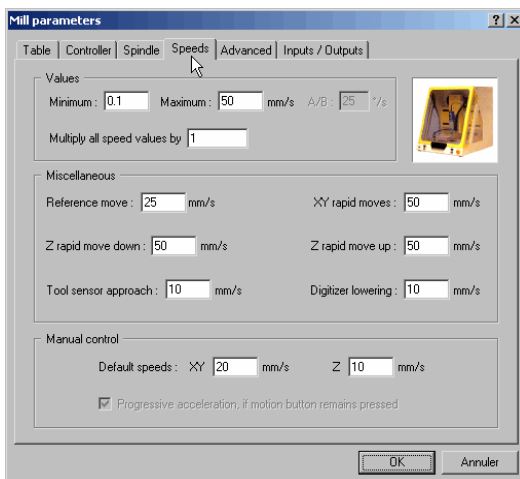 Mill parameters
Table Controller Spindle Speeds Advanced Inputs / Outputs
Values
Minimum : 0.1 Maximum : 50 mm/s A/B : 25 °/s
Multiply all speed values by 1
Miscellaneous
Reference move : 25 mm/s XY rapid moves : 50 mm/s
Z rapid move down : 50 mm/s Z rapid move up : 50 mm/s
Tool sensor approach : 10 mm/s Digitizer lowering : 10 mm/s
Manual control
Default speeds : XY 20 mm/s Z 10 mm/s
Progressive acceleration, if motion button remains pressed
OK Annuler